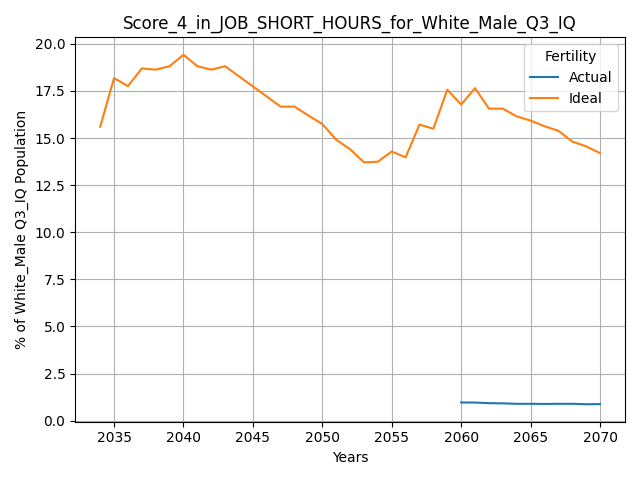 Score_4_in_JOB_SHORT_HOURS_for_White_Male_Q3_IQ
20.0
17.5
15.0
12.5
10.0
7.5
5.0
2.5
0.0
% of White_Male Q3_IQ Population
Fertility
Actual
Ideal
2035 2040 2045 2050 2055 2060 2065 2070
Years